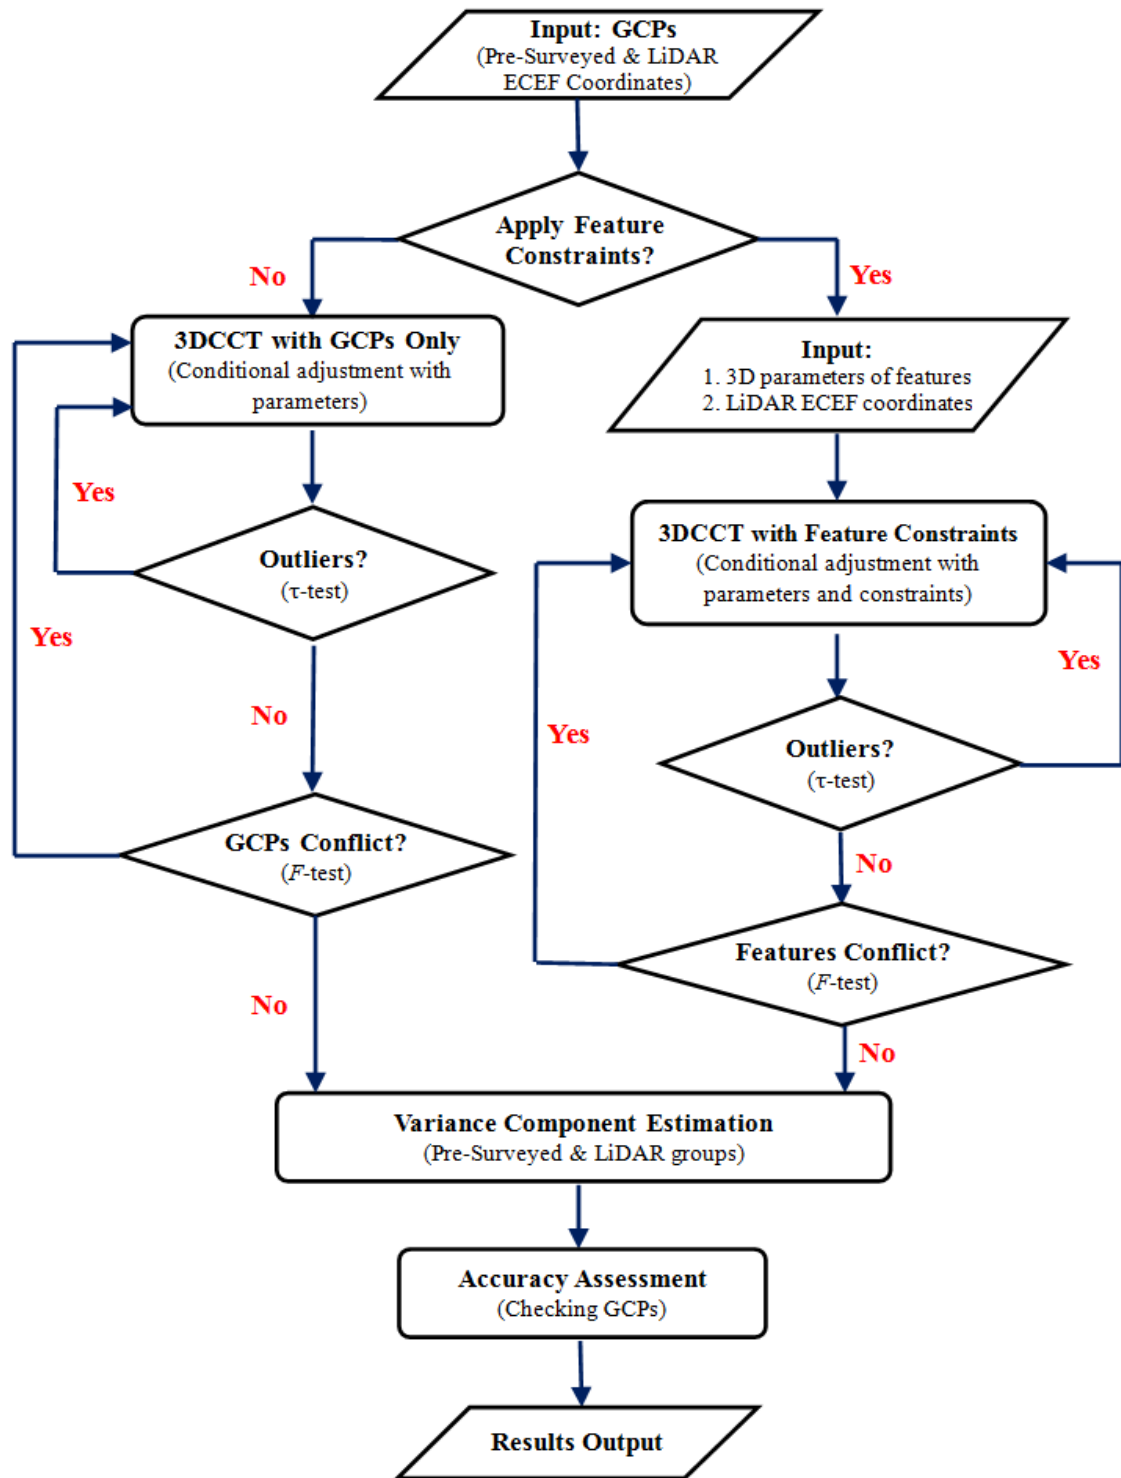 Input: GCPs
(Pre-Surveyed & LiDAR
ECEF Coordinates)
Apply Feature
Constraints?
No
Yes
3DCCT with GCPs Only
(Conditional adjustment with
parameters)
Input:
1. 3D parameters of features
2. LiDAR ECEF coordinates
Yes
Outliers?
(τ-test)
3DCCT with Feature Constraints
(Conditional adjustment with
parameters and constraints)
Yes
No
Yes
Yes
Outliers?
(τ-test)
GCPs Conflict?
(F-test)
No
Features Conflict?
(F-test)
No
No
Variance Component Estimation
(Pre-Surveyed & LiDAR groups)
Accuracy Assessment
(Checking GCPs)
Results Output